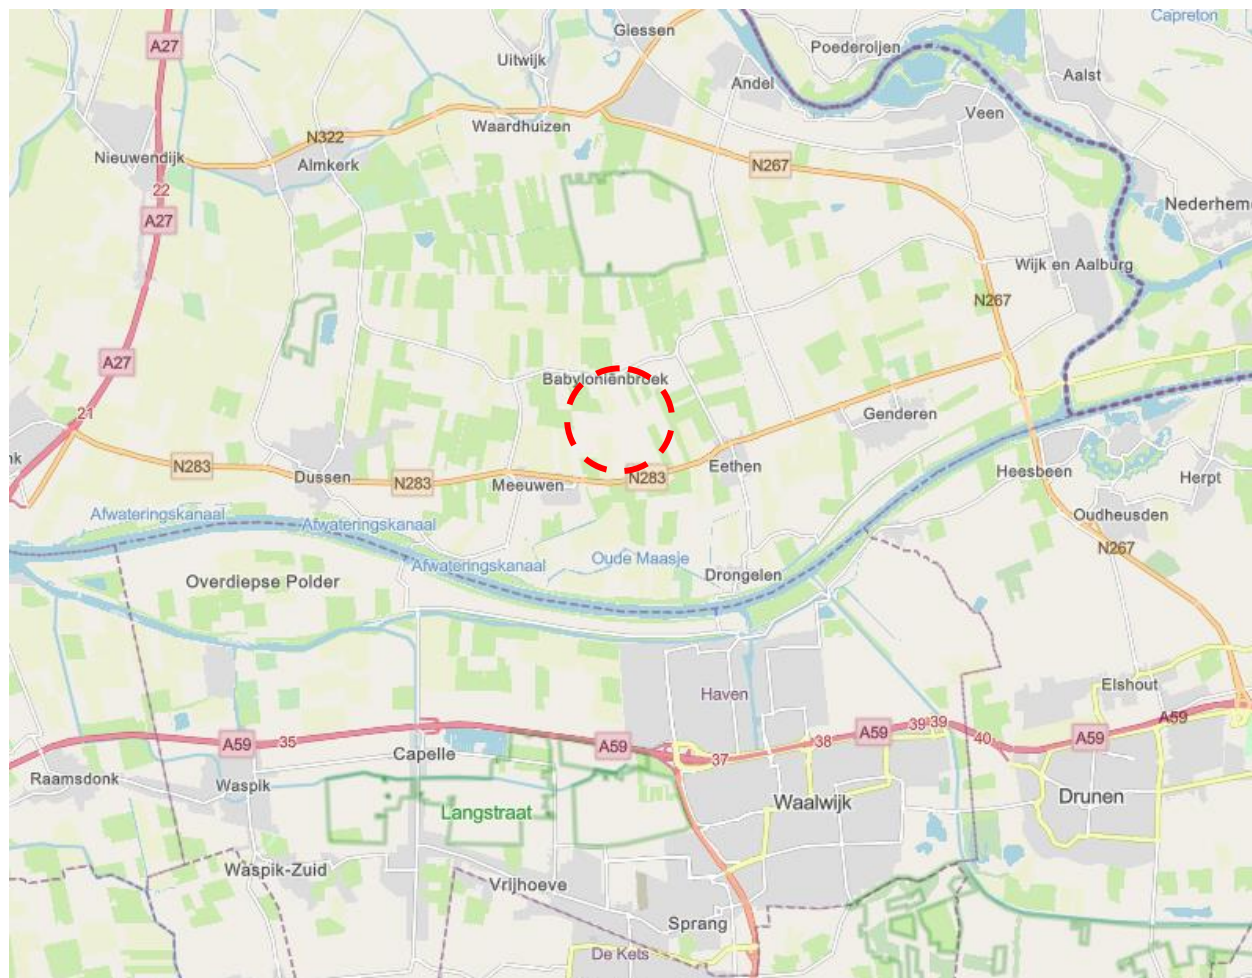 Capreton
Giessen
A27
Poederoijen
Uitwijk
Aalst
Andel
Veen
Waardhuizen
N322
Nieuwendijk
Almkerk
N267
22
A27
Nederheme
Wijk en Aalburg
N267
A27
Babyloniënbroek
21
Genderen
nk
N283
Eethen
Dussen
N283
Meeuwen
N283
Heesbeen
Herpt
Afwateringskanaal
Afwateringskanaal
Oudheusden
Afwateringskanaal
Oude Maasje
N267
Overdiepse Polder
Drongelen
Elshout
Haven
A59
35
A59
37
38
A59
39
39
40
A59
A59
Capelle
Raamsdonk
Waspik
Langstraat
Waalwijk
Drunen
Waspik-Zuid
Vrijhoeve
Sprang
De Kets